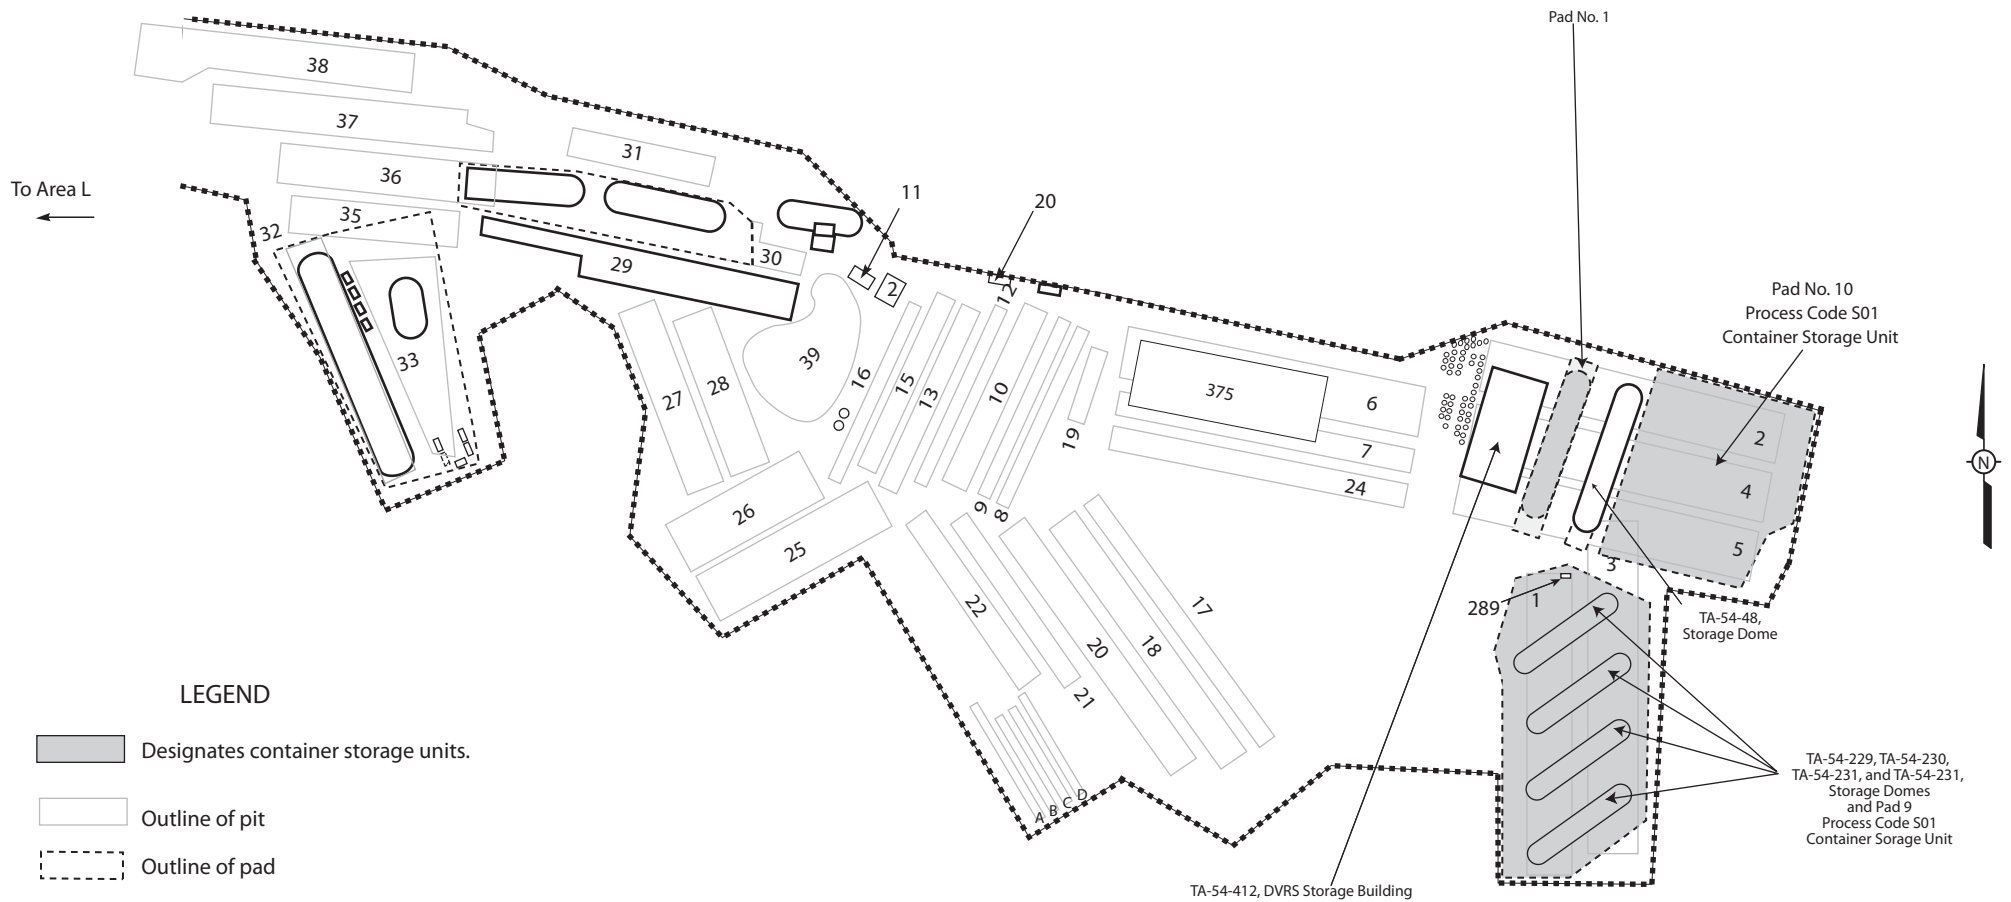 Pad No. 1
38
37
31
36
To Area L
35
11
20
32
30
29
2
12
Pad No. 10
Process Code S01
Container Storage Unit
33
39
16
15
13
10
28
27
375
6
7
19
24
2
4
5
9
8
26
25
3
1
289
22
17
20
18
21
TA-54-48,
Storage Dome
LEGEND
Designates container storage units.
Outline of pit
Outline of pad
A B C D
TA-54-229, TA-54-230,
TA-54-231, and TA-54-231,
Storage Domes
and Pad 9
Process Code S01
Container Sorage Unit
TA-54-412, DVRS Storage Building
N